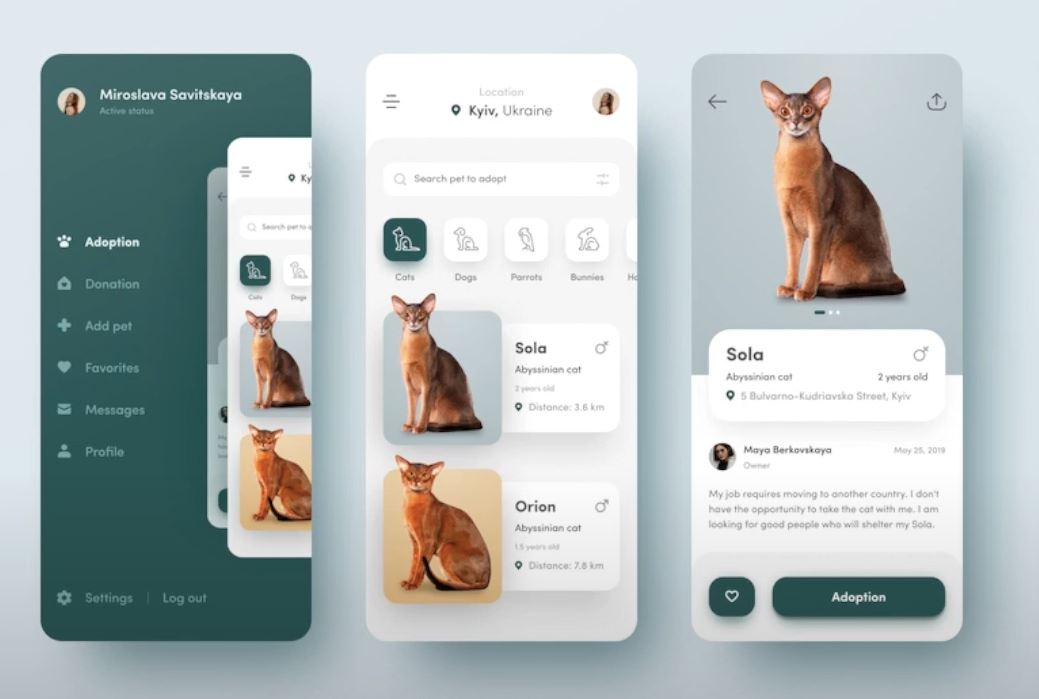 Miroslava Savitskaya
Active status
Adoption
Donation
Add pet
Favorites
Messages
Profile
Settings | Log out
Ky
Search pet to a
Cats
Dogs
Location
Kyiv, Ukraine
Search pet to adopt
Cats
Dogs
Parrots
Bunnies
Ho
Sola
Abyssinian cat
2 years old
Distance: 3.6 km
Orion
Abyssinian cat
1.5 years old
Distance: 7.8 km
Sola
Abyssinian cat
2 years old
5 Bulvarno-Kudriavska Street, Kyiv
Maya Berkovskaya
May 25, 2019
Owner
My job requires moving to another country. I don't
have the opportunity to take the cat with me. I am
looking for good people who will shelter my Sola.
Adoption